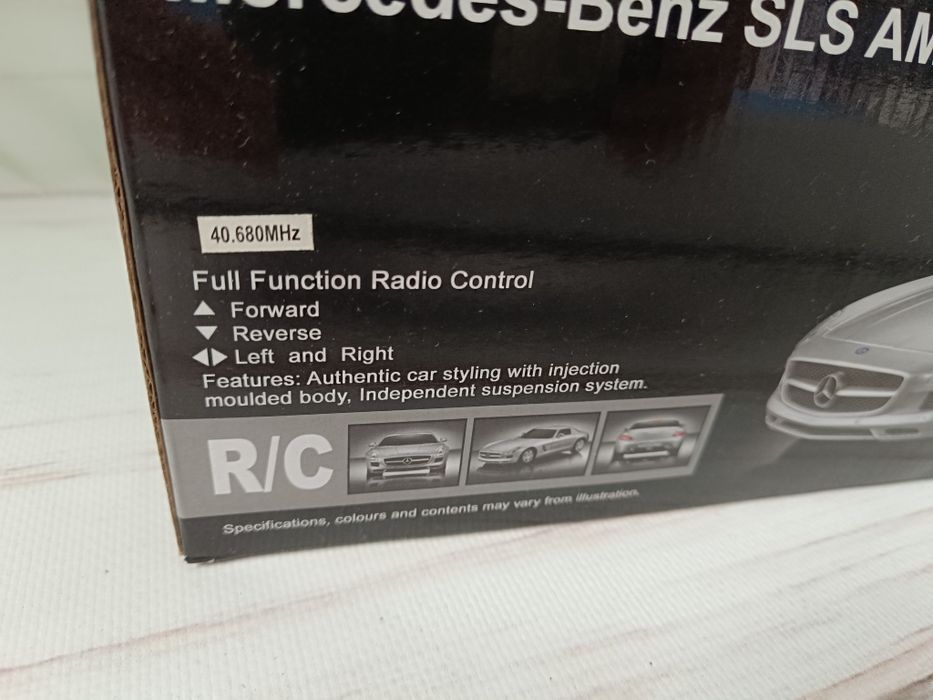 Mercedes-Benz SLS AM
40.680MHz
Full Function Radio Control
▲ Forward
▼ Reverse
◀▶ Left and Right
Features: Authentic car styling with injection
moulded body, Independent suspension system.
R/C
Specifications, colours and contents may vary from illustration.